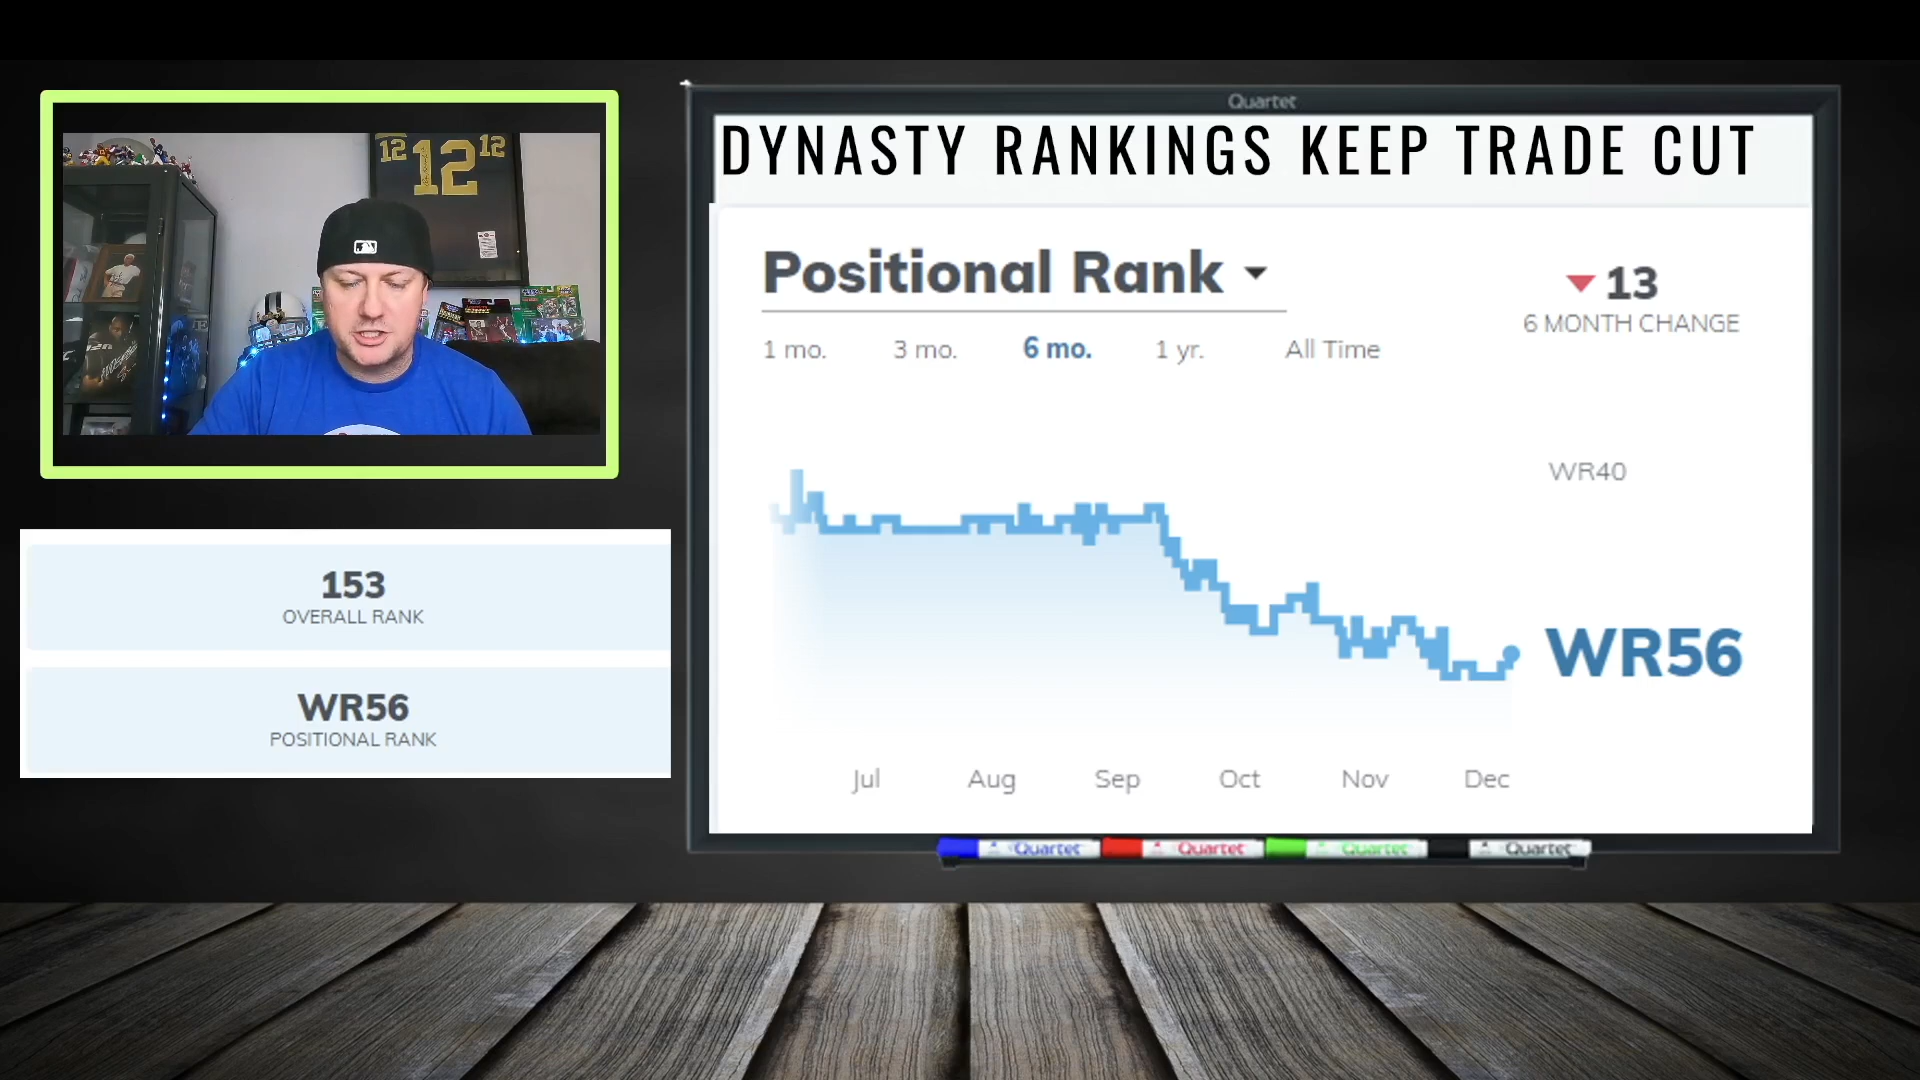 Quartet
DYNASTY RANKINGS KEEP TRADE CUT
12 12 12
Positional Rank
13
6 MONTH CHANGE
1 mo. 3 mo. 6 mo. 1 yr. All Time
WR40
153
OVERALL RANK
WR56
POSITIONAL RANK
WR56
Jul Aug Sep Oct Nov Dec
Quartet Quartet Quartet Quartet